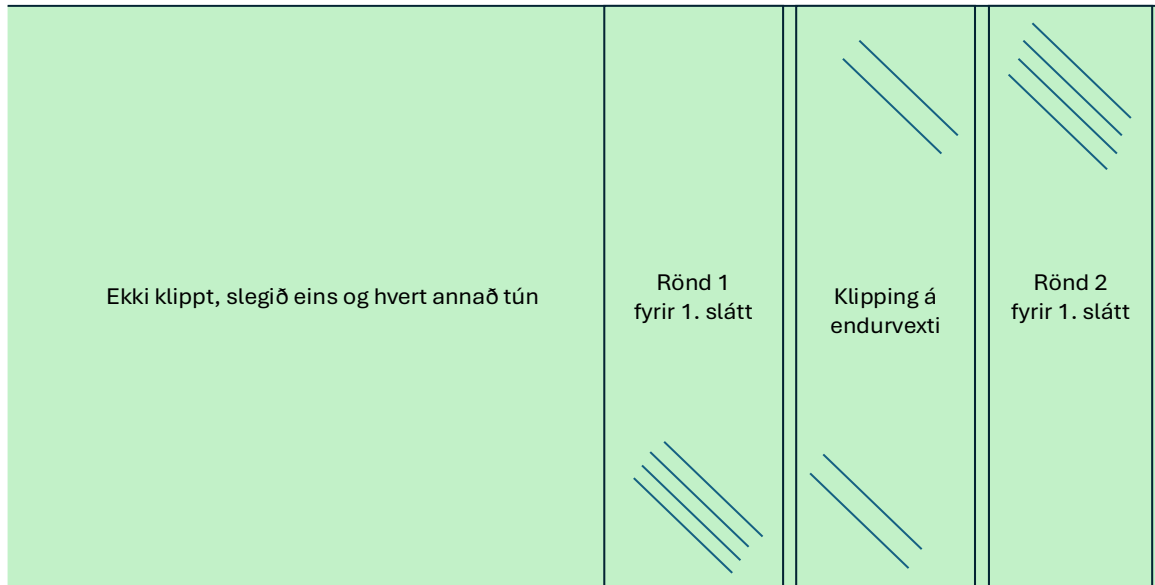 Ekki klippt, slegið eins og hvert annað tún
Rönd 1
fyrir 1. slátt
Klipping á
endurvexti
Rönd 2
fyrir 1. slátt